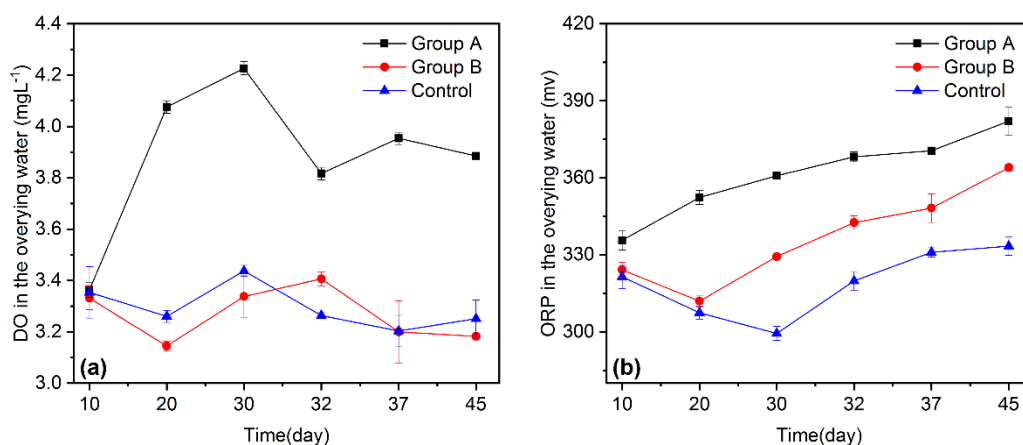 4.4
4.2
4.0
3.8
3.6
3.4
3.2
3.0
DO in the overying water (mgL⁻¹)
Group A
Group B
Control
(a)
10 20 30 32 37 45
Time(day)
420
390
360
330
300
ORP in the overying water (mv)
Group A
Group B
Control
(b)
10 20 30 32 37 45
Time(day)